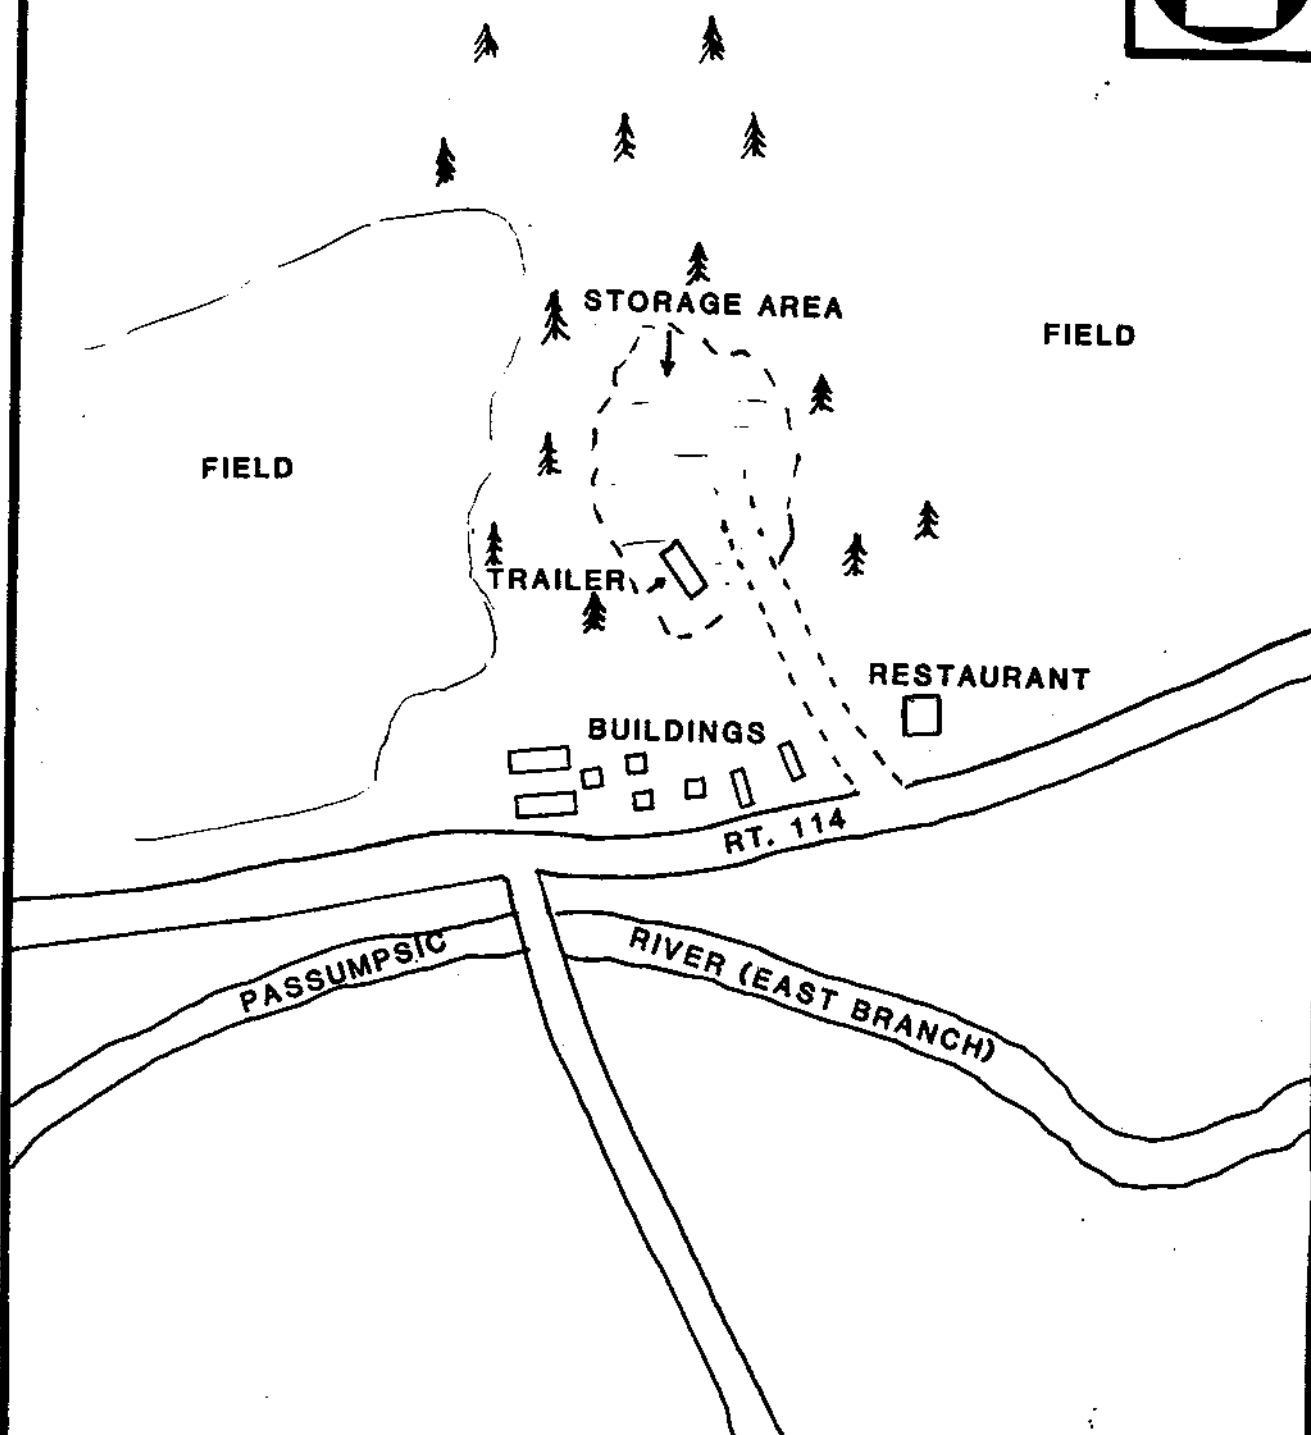 STORAGE AREA
FIELD
FIELD
TRAILER
RESTAURANT
BUILDINGS
RT. 114
PASSUMPSIC
RIVER (EAST BRANCH)